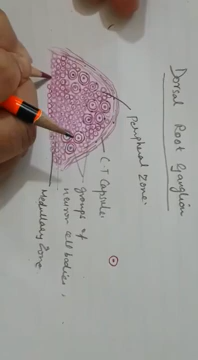 Dorsal Root Ganglion
Peripheral Zone.
C.T Capsule.
groups of
neuron cell bodies.
Medullary Zone